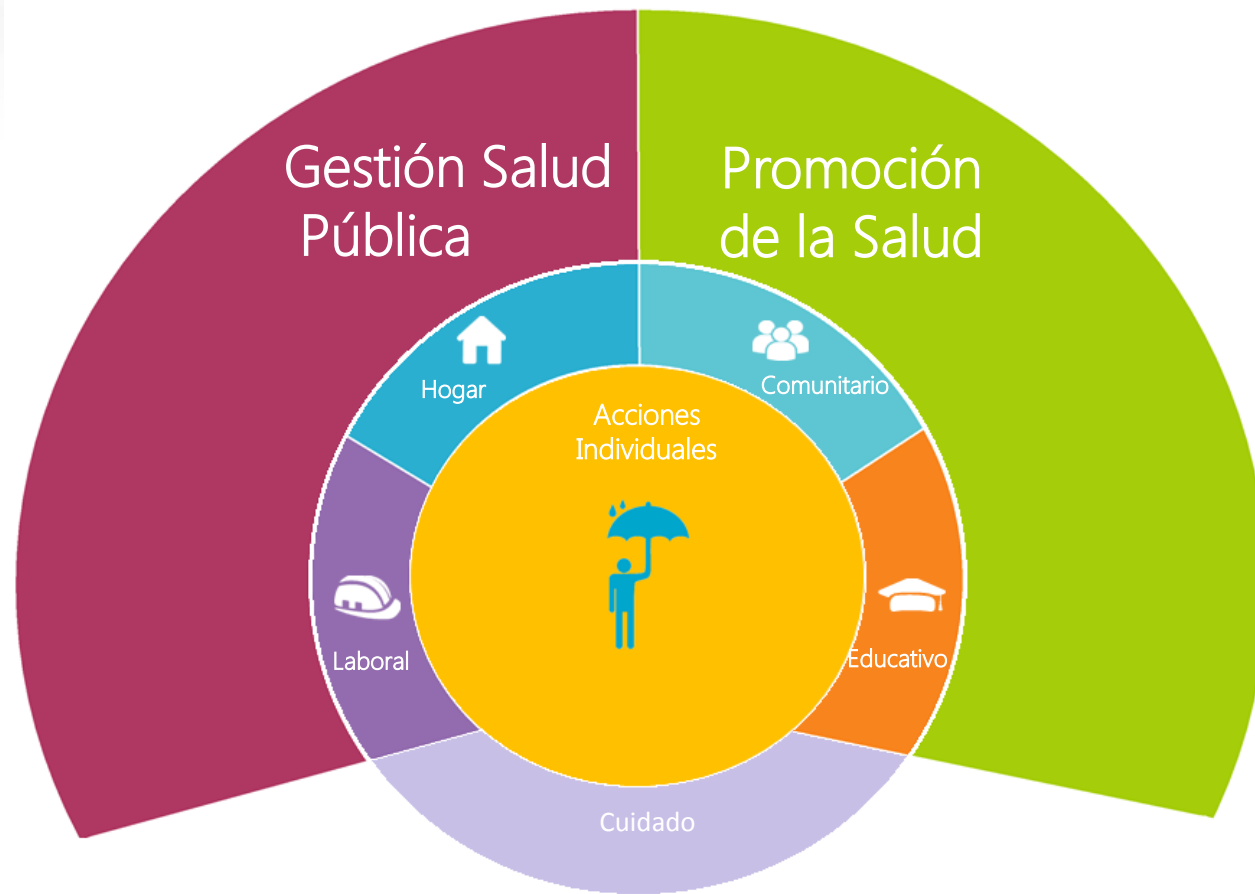 Gestión Salud
Pública
Promoción
de la Salud
Hogar
Comunitario
Acciones
Individuales
Laboral
Educativo
Cuidado